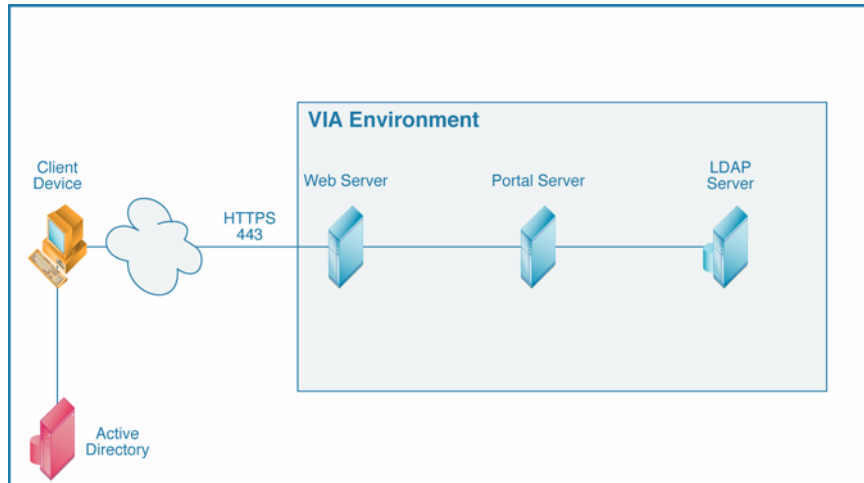 VIA Environment
Client
Device
Web Server
Portal Server
LDAP
Server
HTTPS
443
Active
Directory